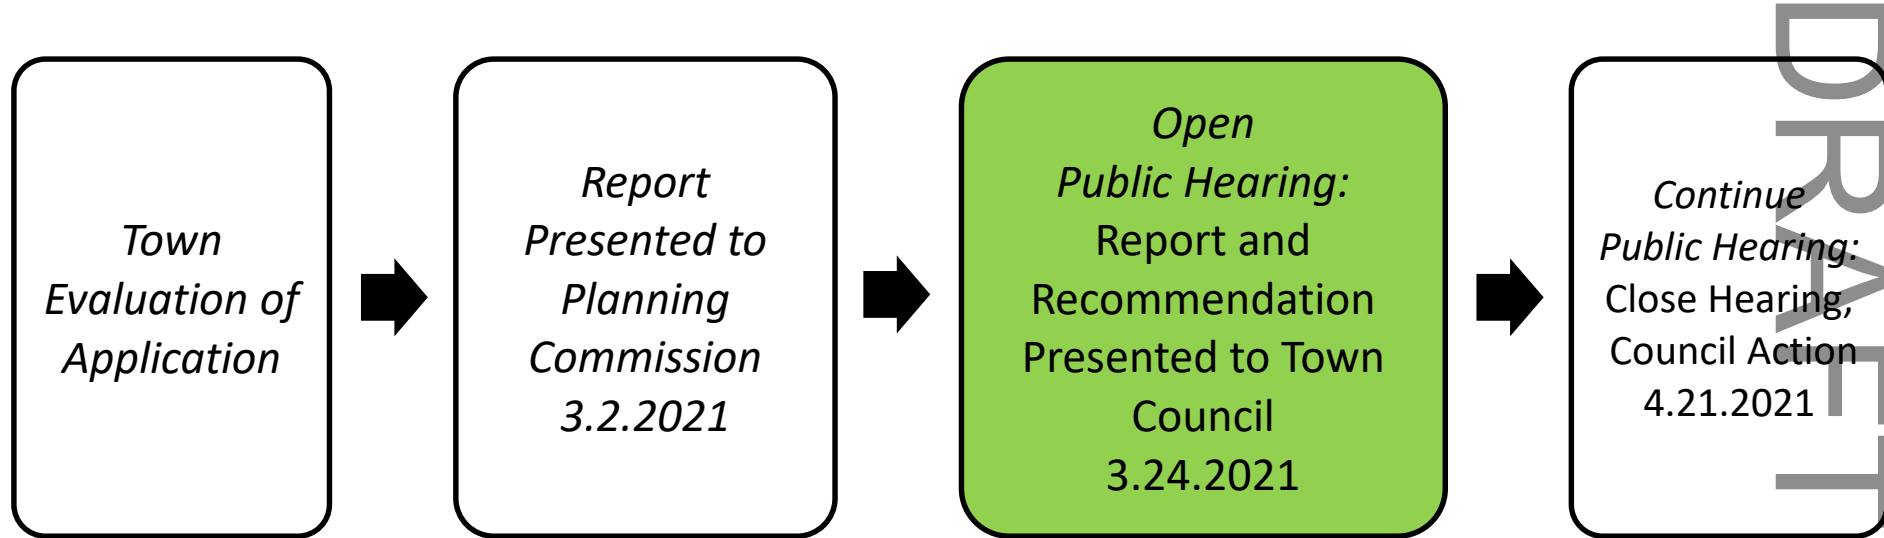 Town
Evaluation of
Application
Report
Presented to
Planning
Commission
3.2.2021
Open
Public Hearing:
Report and
Recommendation
Presented to Town
Council
3.24.2021
Continue
Public Hearing:
Close Hearing,
Council Action
4.21.2021
DRAFT